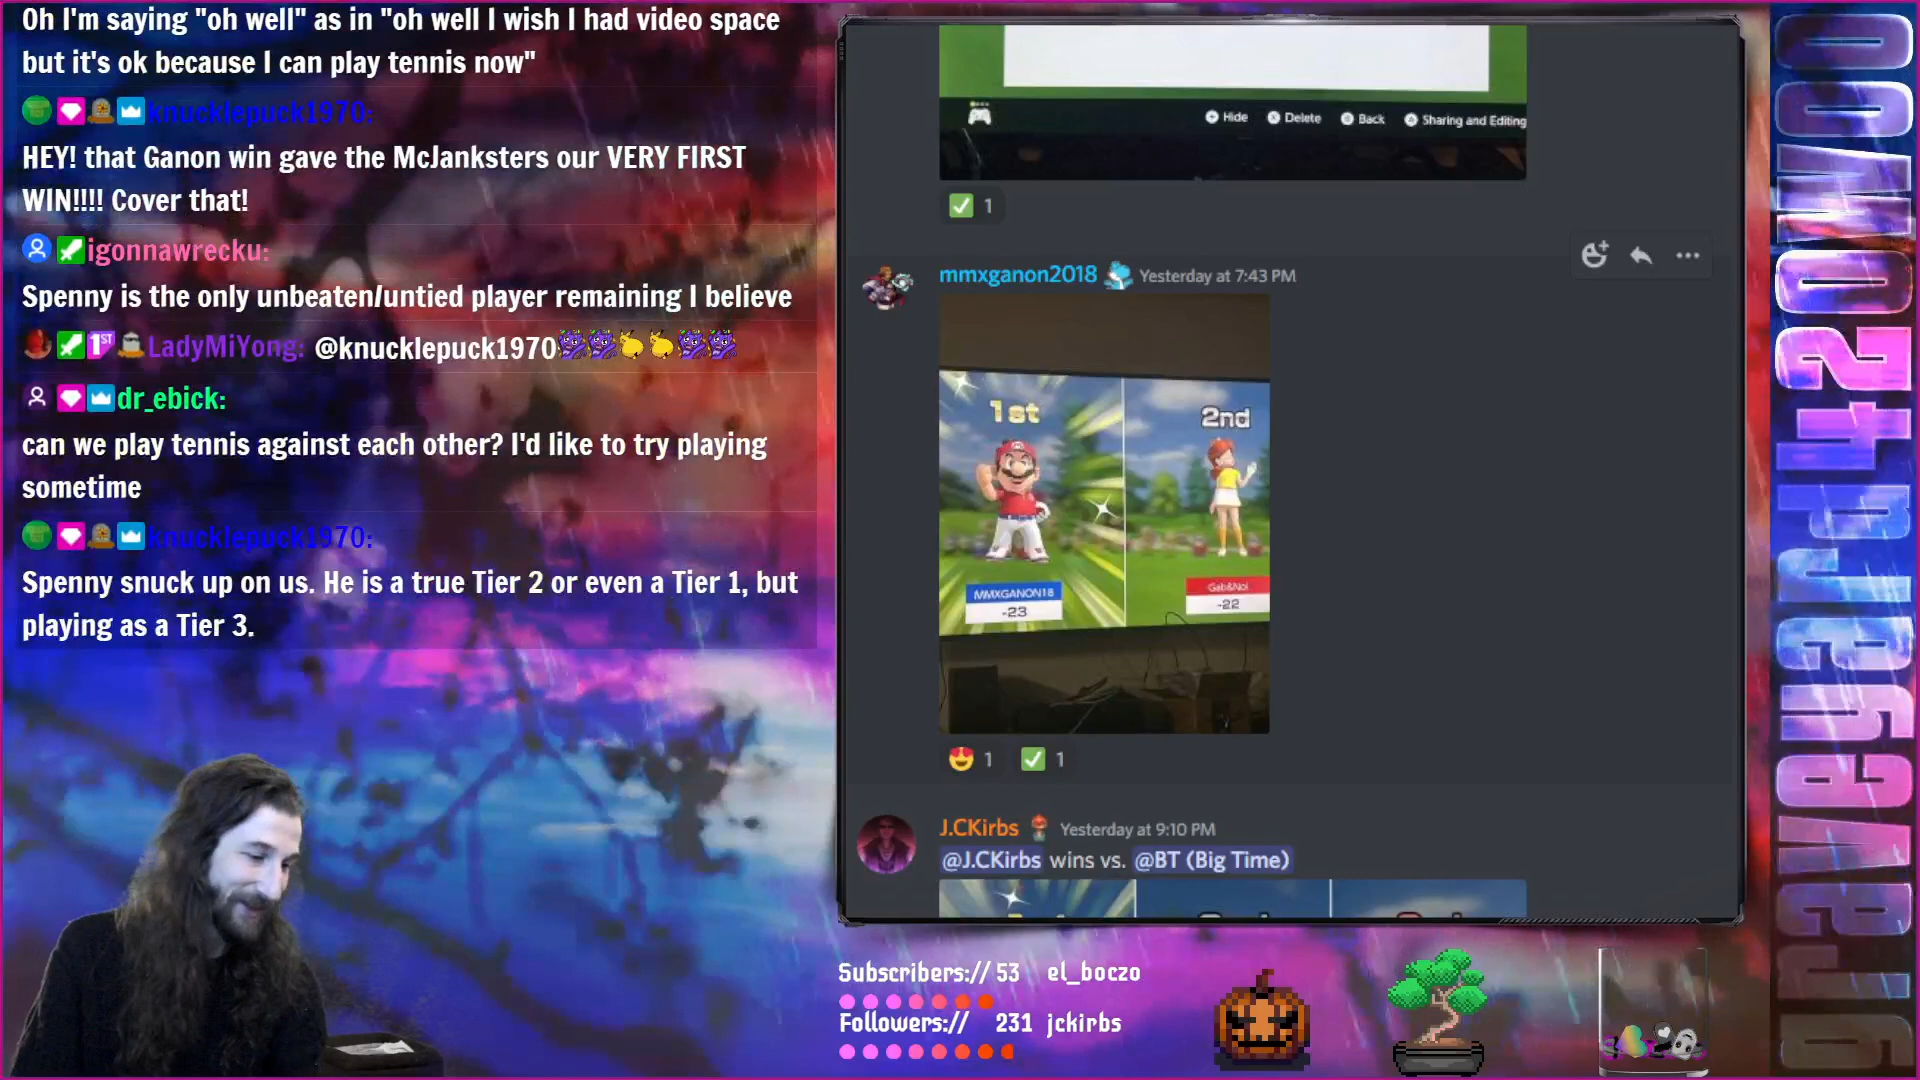 Oh I'm saying "oh well" as in "oh well I wish I had video space
but it's ok because I can play tennis now"
knucklepuck1970:
HEY! that Ganon win gave the McJanksters our VERY FIRST
WIN!!!! Cover that!
igonnawrecku:
Spenny is the only unbeaten/untied player remaining I believe
1ST LadyMiYong: @knucklepuck1970
dr_ebick:
can we play tennis against each other? I'd like to try playing
sometime
knucklepuck1970:
Spenny snuck up on us. He is a true Tier 2 or even a Tier 1, but
playing as a Tier 3.
Hide Delete Back Sharing and Editing
1
mmxganon2018 Yesterday at 7:43 PM
1st 2nd
MMXGANON18
-23
Gab&Noi
-22
1 1
J.CKirbs Yesterday at 9:10 PM
@J.CKirbs wins vs. @BT (Big Time)
Subscribers:// 53 el_boczo
Followers:// 231 jckirbs